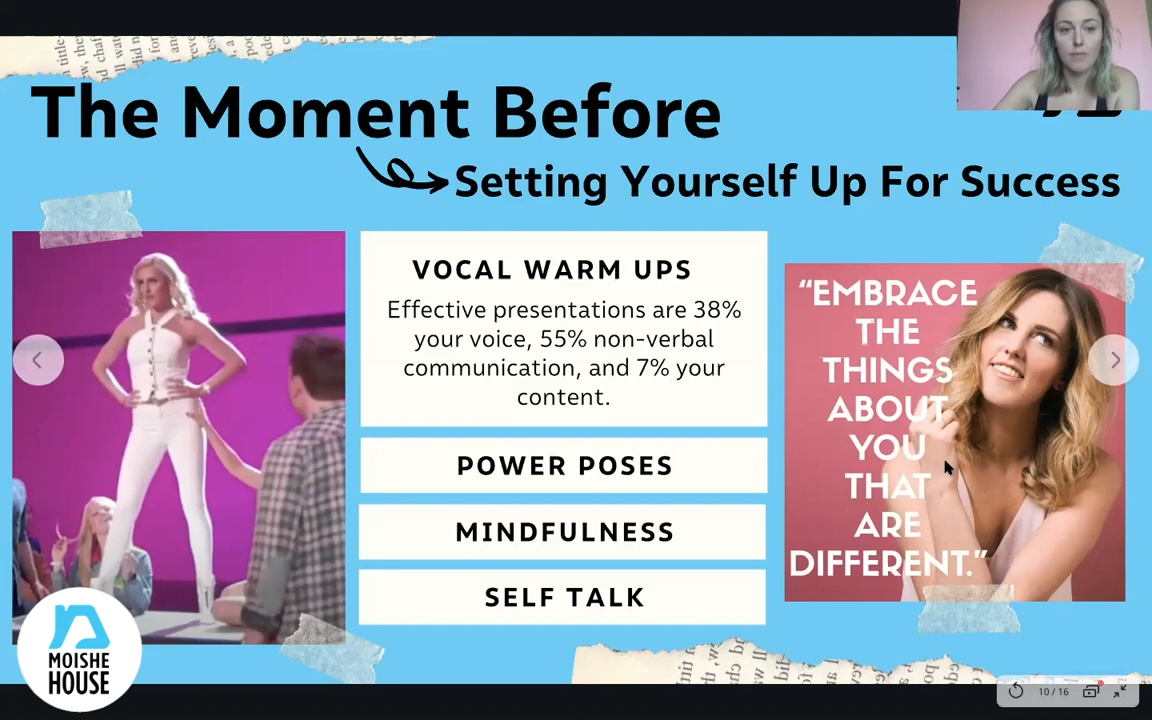 The Moment Before
Setting Yourself Up For Success
VOCAL WARM UPS
Effective presentations are 38%
your voice, 55% non-verbal
communication, and 7% your
content.
POWER POSES
MINDFULNESS
SELF TALK
“EMBRACE
THE
THINGS
ABOUT
YOU
THAT
ARE
DIFFERENT.”
MOISHE
HOUSE
10 / 16